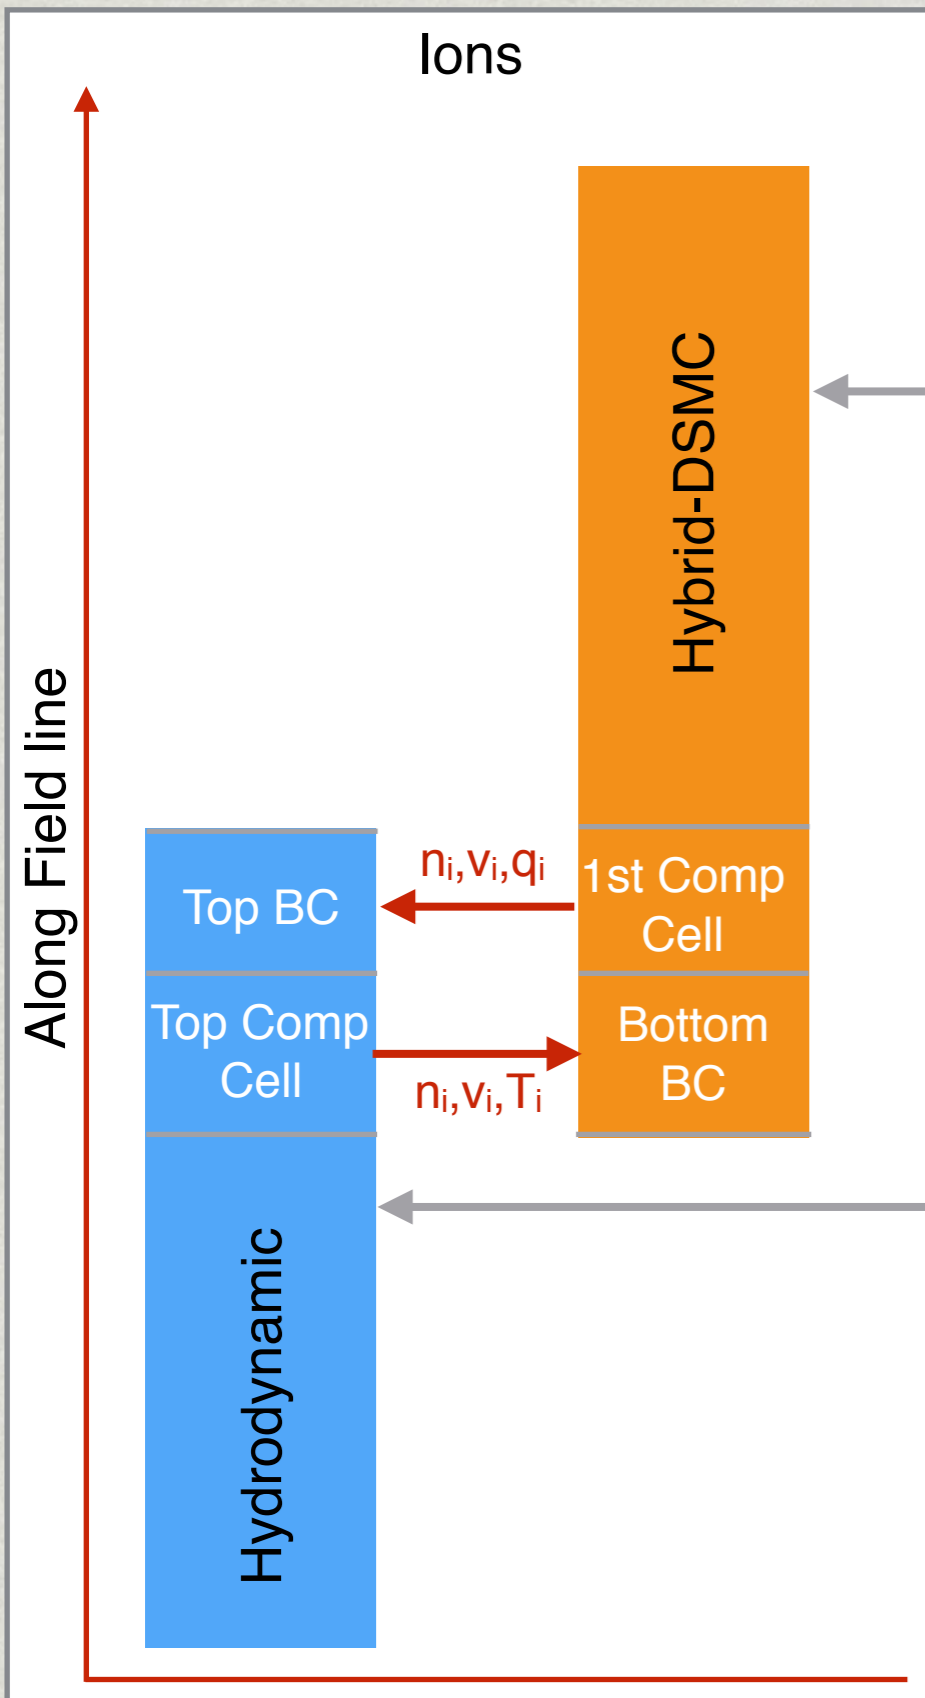 Ions
Along Field line
Hybrid-DSMC
nᵢ,vᵢ,qᵢ
1st Comp
Cell
Top BC
Top Comp
Cell
Bottom
BC
nᵢ,vᵢ,Tᵢ
Hydrodynamic